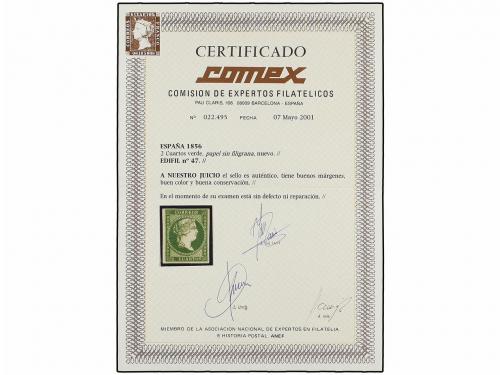 CERTIFICADO
comex
COMISION DE EXPERTOS FILATELICOS
PAU CLARIS, 106. 08009 BARCELONA - ESPAÑA
Nº 022.495 FECHA 07 Mayo 2001
ESPAÑA 1856
2 Cuartos verde, papel sin filigrana, nuevo. //
EDIFIL nº 47. //
A NUESTRO JUICIO el sello es auténtico, tiene buenos márgenes,
buen color y buena conservación. //
En el momento de su examen está sin defecto ni reparación. //
CORREOS
CUARTOS
MIEMBRO DE LA ASOCIACION NACIONAL DE EXPERTOS EN FILATELIA
E HISTORIA POSTAL. ANEF